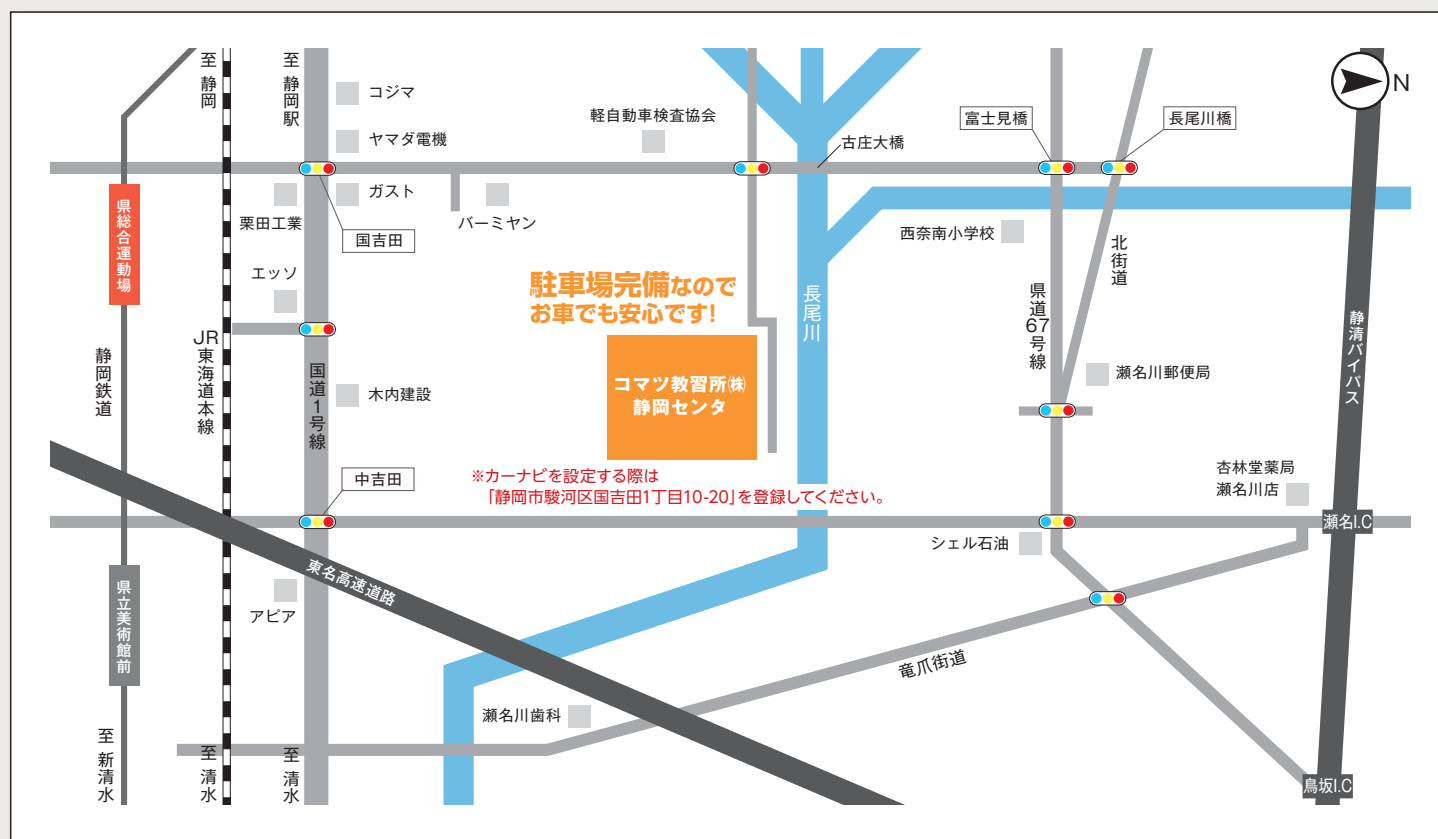 至 静岡
至 静岡駅
コジマ
ヤマダ電機
軽自動車検査協会
古庄大橋
富士見橋
長尾川橋
N
県総合運動場
栗田工業
ガスト
国吉田
バーミヤン
西奈南小学校
北街道
エッソ
駐車場完備なので
お車でも安心です!
長尾川
県道67号線
静清バイパス
静岡鉄道
JR東海道本線
国道1号線
木内建設
コマツ教習所㈱
静岡センタ
瀬名川郵便局
※カーナビを設定する際は
「静岡市駿河区国吉田1丁目10-20」を登録してください。
中吉田
杏林堂薬局
瀬名川店
瀬名I.C
シェル石油
県立美術館前
アピア
東名高速道路
竜爪街道
瀬名川歯科
至 新清水
至 清水
至 清水
鳥坂I.C